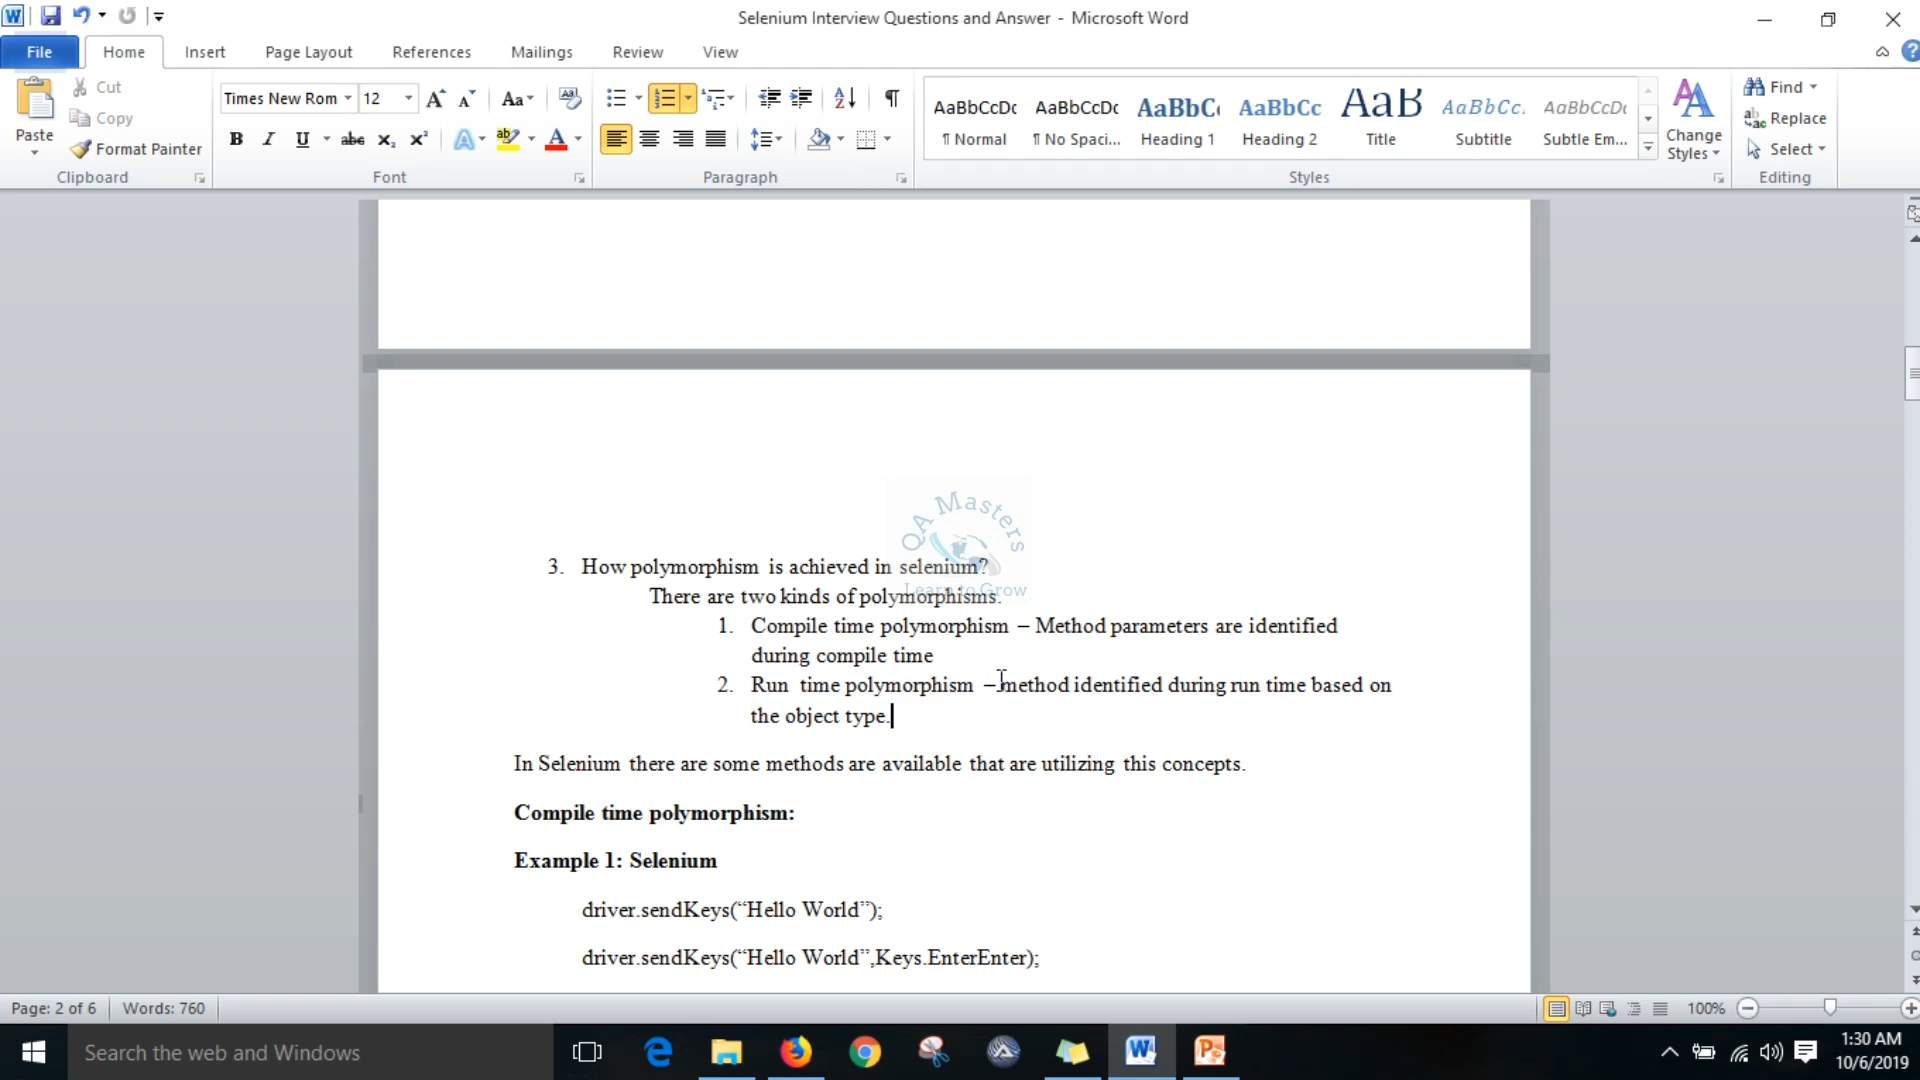 Selenium Interview Questions and Answer - Microsoft Word
File Home Insert Page Layout References Mailings Review View
Cut
Copy
Format Painter
Paste
Clipboard
Times New Rom 12
Font
Paragraph
AaBbCcDc AaBbCcDc AaBbC AaBbCc AaB AaBbCc. AaBbCcDc
¶ Normal ¶ No Spaci... Heading 1 Heading 2 Title Subtitle Subtle Em...
Change
Styles
Styles
Find
Replace
Select
Editing
QA Masters
Learn to Grow
3. How polymorphism is achieved in selenium?
There are two kinds of polymorphisms.
1. Compile time polymorphism – Method parameters are identified
during compile time
2. Run time polymorphism –method identified during run time based on
the object type.
In Selenium there are some methods are available that are utilizing this concepts.
Compile time polymorphism:
Example 1: Selenium
driver.sendKeys(“Hello World”);
driver.sendKeys(“Hello World”,Keys.EnterEnter);
Page: 2 of 6 Words: 760
100%
Search the web and Windows
1:30 AM
10/6/2019